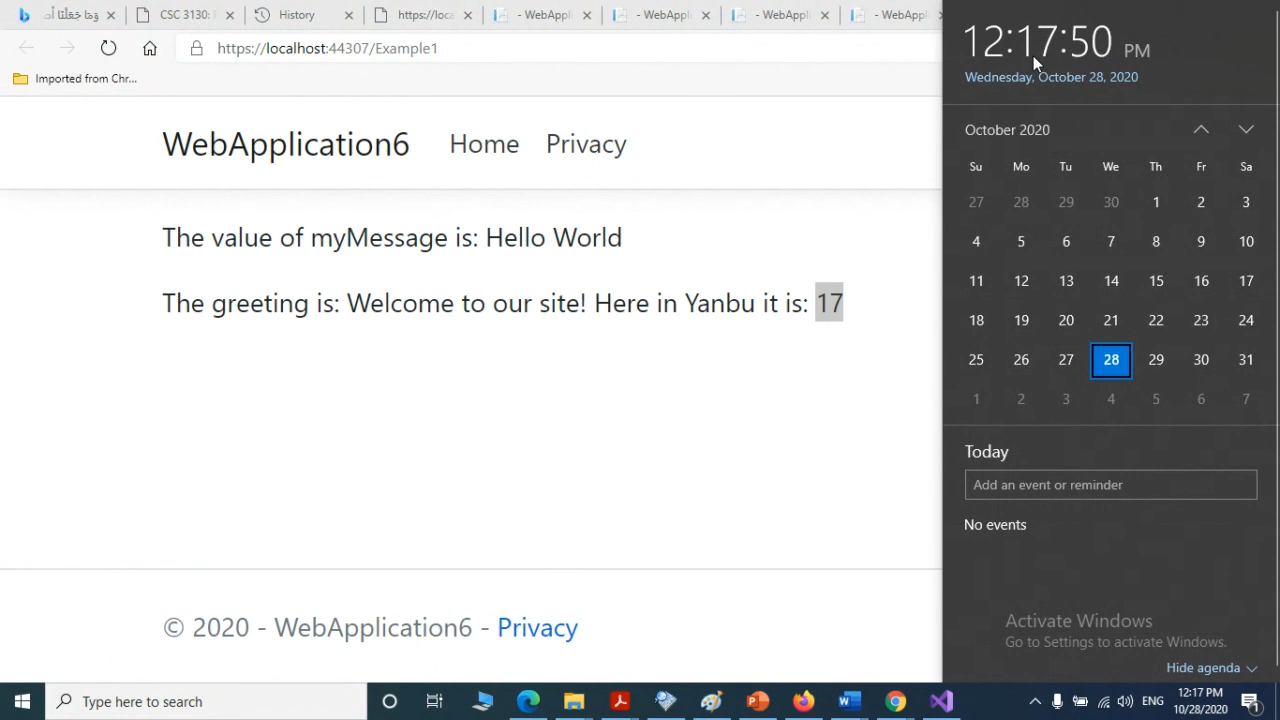 وَمَا جَعَلْنَا أَ
CSC 3130:
History
https://loca
- WebAppl
- WebAppl
- WebAppl
- WebApplica
https://localhost:44307/Example1
Imported from Chr...
WebApplication6 Home Privacy
The value of myMessage is: Hello World
The greeting is: Welcome to our site! Here in Yanbu it is: 17
© 2020 - WebApplication6 - Privacy
12:17:50 PM
Wednesday, October 28, 2020
October 2020
Su Mo Tu We Th Fr Sa
27 28 29 30 1 2 3
4 5 6 7 8 9 10
11 12 13 14 15 16 17
18 19 20 21 22 23 24
25 26 27 28 29 30 31
1 2 3 4 5 6 7
Today
Add an event or reminder
No events
Activate Windows
Go to Settings to activate Windows.
Hide agenda
Type here to search
ENG
12:17 PM
10/28/2020
1